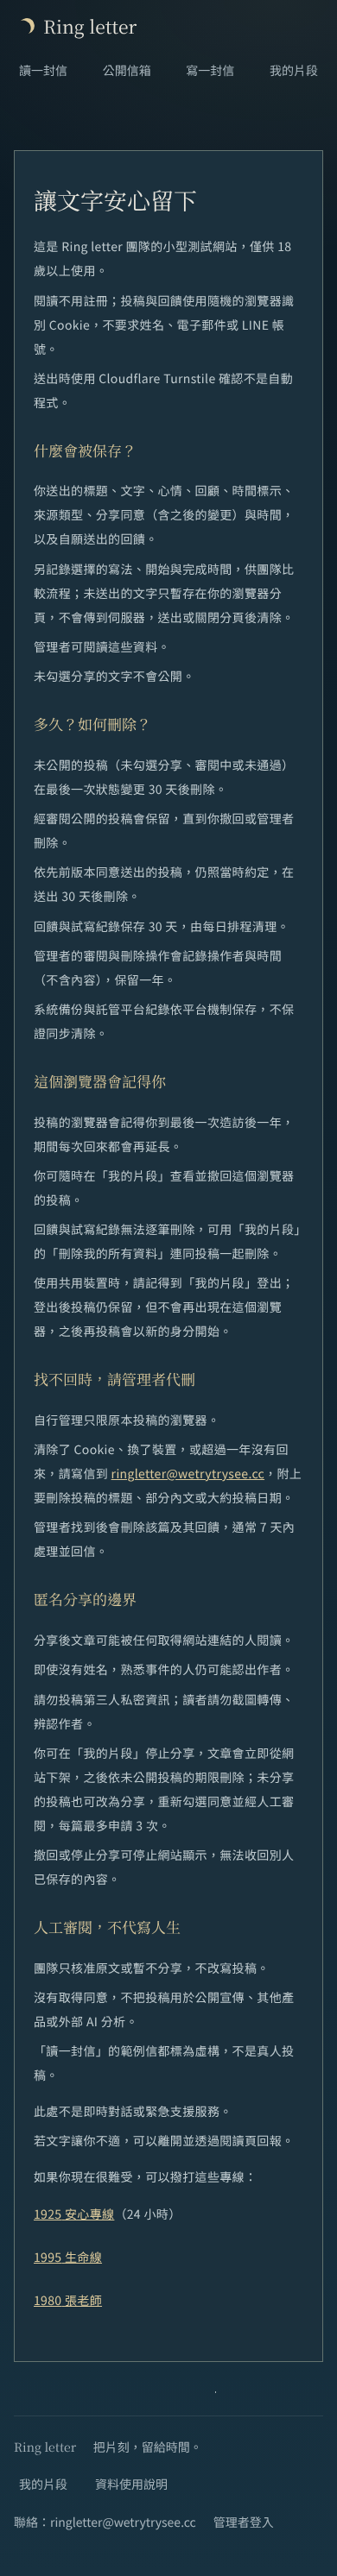 Ring letter
讀一封信 公開信箱 寫一封信 我的片段
讓文字安心留下
這是 Ring letter 團隊的小型測試網站，僅供 18
歲以上使用。
閱讀不用註冊；投稿與回饋使用隨機的瀏覽器識
別 Cookie，不要求姓名、電子郵件或 LINE 帳
號。
送出時使用 Cloudflare Turnstile 確認不是自動
程式。
什麼會被保存？
你送出的標題、文字、心情、回顧、時間標示、
來源類型、分享同意（含之後的變更）與時間，
以及自願送出的回饋。
另記錄選擇的寫法、開始與完成時間，供團隊比
較流程；未送出的文字只暫存在你的瀏覽器分
頁，不會傳到伺服器，送出或關閉分頁後清除。
管理者可閱讀這些資料。
未勾選分享的文字不會公開。
多久？如何刪除？
未公開的投稿（未勾選分享、審閱中或未通過）
在最後一次狀態變更 30 天後刪除。
經審閱公開的投稿會保留，直到你撤回或管理者
刪除。
依先前版本同意送出的投稿，仍照當時約定，在
送出 30 天後刪除。
回饋與試寫紀錄保存 30 天，由每日排程清理。
管理者的審閱與刪除操作會記錄操作者與時間
（不含內容），保留一年。
系統備份與託管平台紀錄依平台機制保存，不保
證同步清除。
這個瀏覽器會記得你
投稿的瀏覽器會記得你到最後一次造訪後一年，
期間每次回來都會再延長。
你可隨時在「我的片段」查看並撤回這個瀏覽器
的投稿。
回饋與試寫紀錄無法逐筆刪除，可用「我的片段」
的「刪除我的所有資料」連同投稿一起刪除。
使用共用裝置時，請記得到「我的片段」登出；
登出後投稿仍保留，但不會再出現在這個瀏覽
器，之後再投稿會以新的身分開始。
找不回時，請管理者代刪
自行管理只限原本投稿的瀏覽器。
清除了 Cookie、換了裝置，或超過一年沒有回
來，請寫信到 ringletter@wetrytrysee.cc，附上
要刪除投稿的標題、部分內文或大約投稿日期。
管理者找到後會刪除該篇及其回饋，通常 7 天內
處理並回信。
匿名分享的邊界
分享後文章可能被任何取得網站連結的人閱讀。
即使沒有姓名，熟悉事件的人仍可能認出作者。
請勿投稿第三人私密資訊；讀者請勿截圖轉傳、
辨認作者。
你可在「我的片段」停止分享，文章會立即從網
站下架，之後依未公開投稿的期限刪除；未分享
的投稿也可改為分享，重新勾選同意並經人工審
閱，每篇最多申請 3 次。
撤回或停止分享可停止網站顯示，無法收回別人
已保存的內容。
人工審閱，不代寫人生
團隊只核准原文或暫不分享，不改寫投稿。
沒有取得同意，不把投稿用於公開宣傳、其他產
品或外部 AI 分析。
「讀一封信」的範例信都標為虛構，不是真人投
稿。
此處不是即時對話或緊急支援服務。
若文字讓你不適，可以離開並透過閱讀頁回報。
如果你現在很難受，可以撥打這些專線：
1925 安心專線（24 小時）
1995 生命線
1980 張老師
Ring letter 把片刻，留給時間。
我的片段 資料使用說明
聯絡：ringletter@wetrytrysee.cc 管理者登入